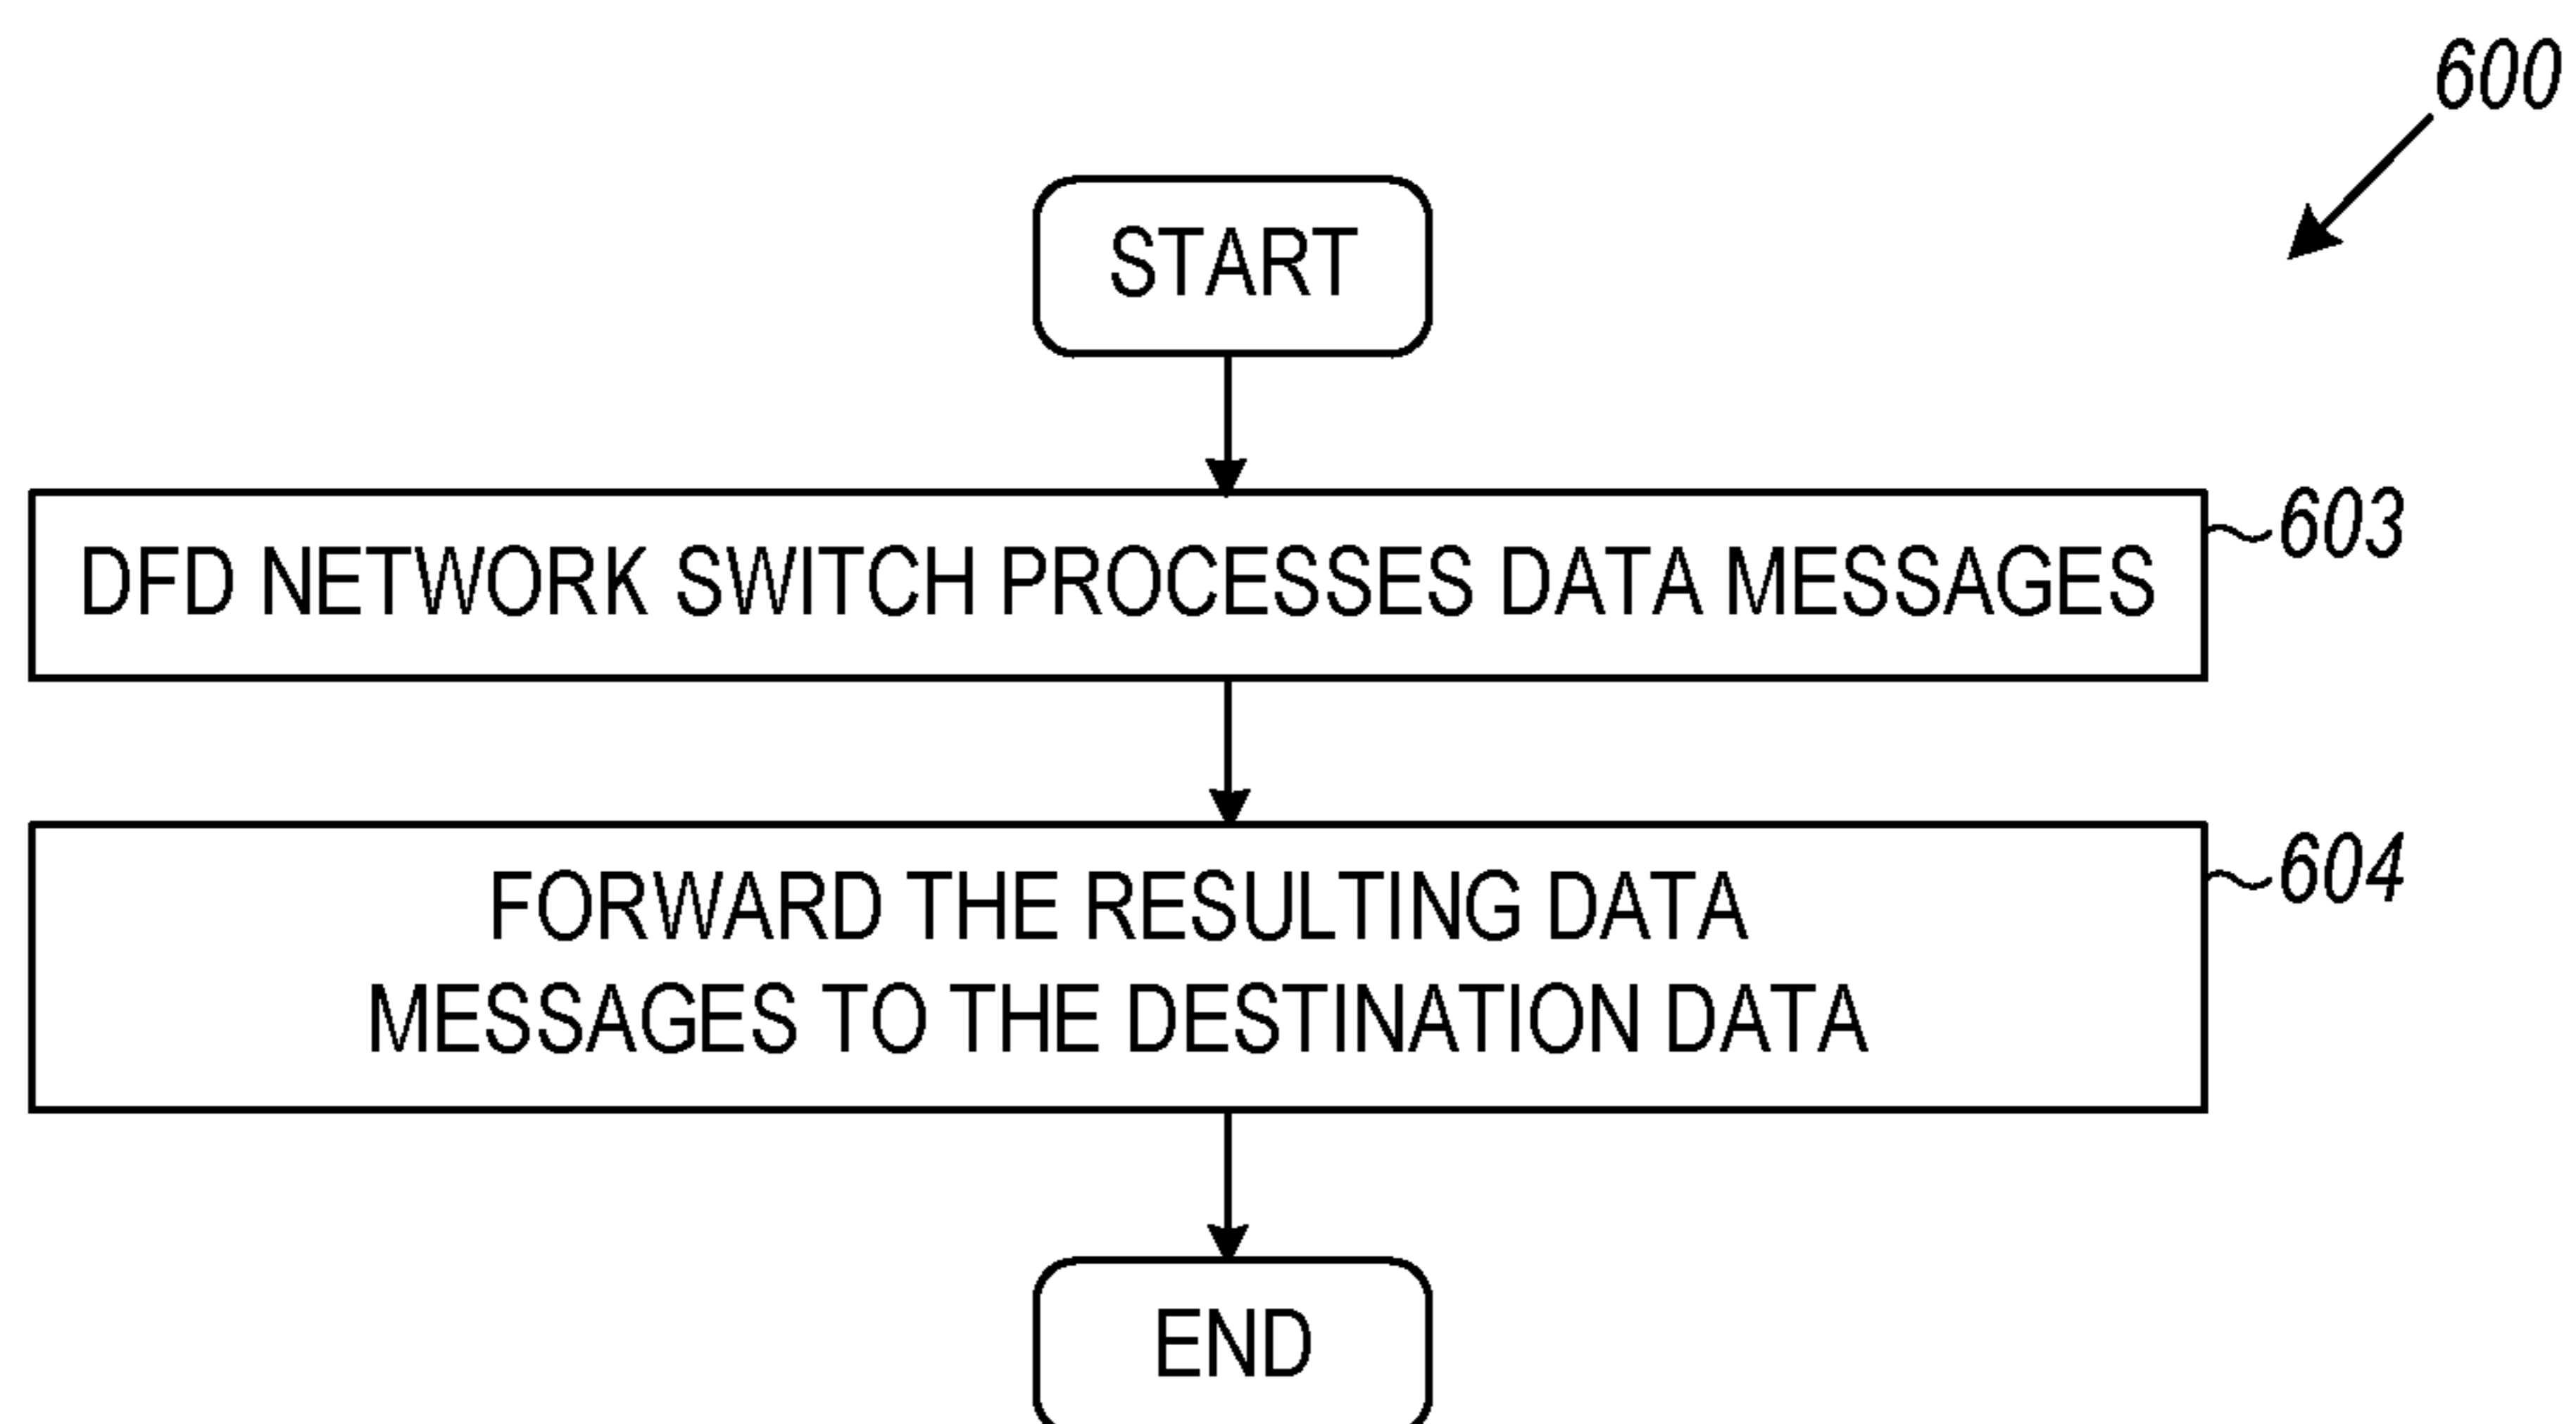 600
START
DFD NETWORK SWITCH PROCESSES DATA MESSAGES
603
FORWARD THE RESULTING DATA
MESSAGES TO THE DESTINATION DATA
604
END